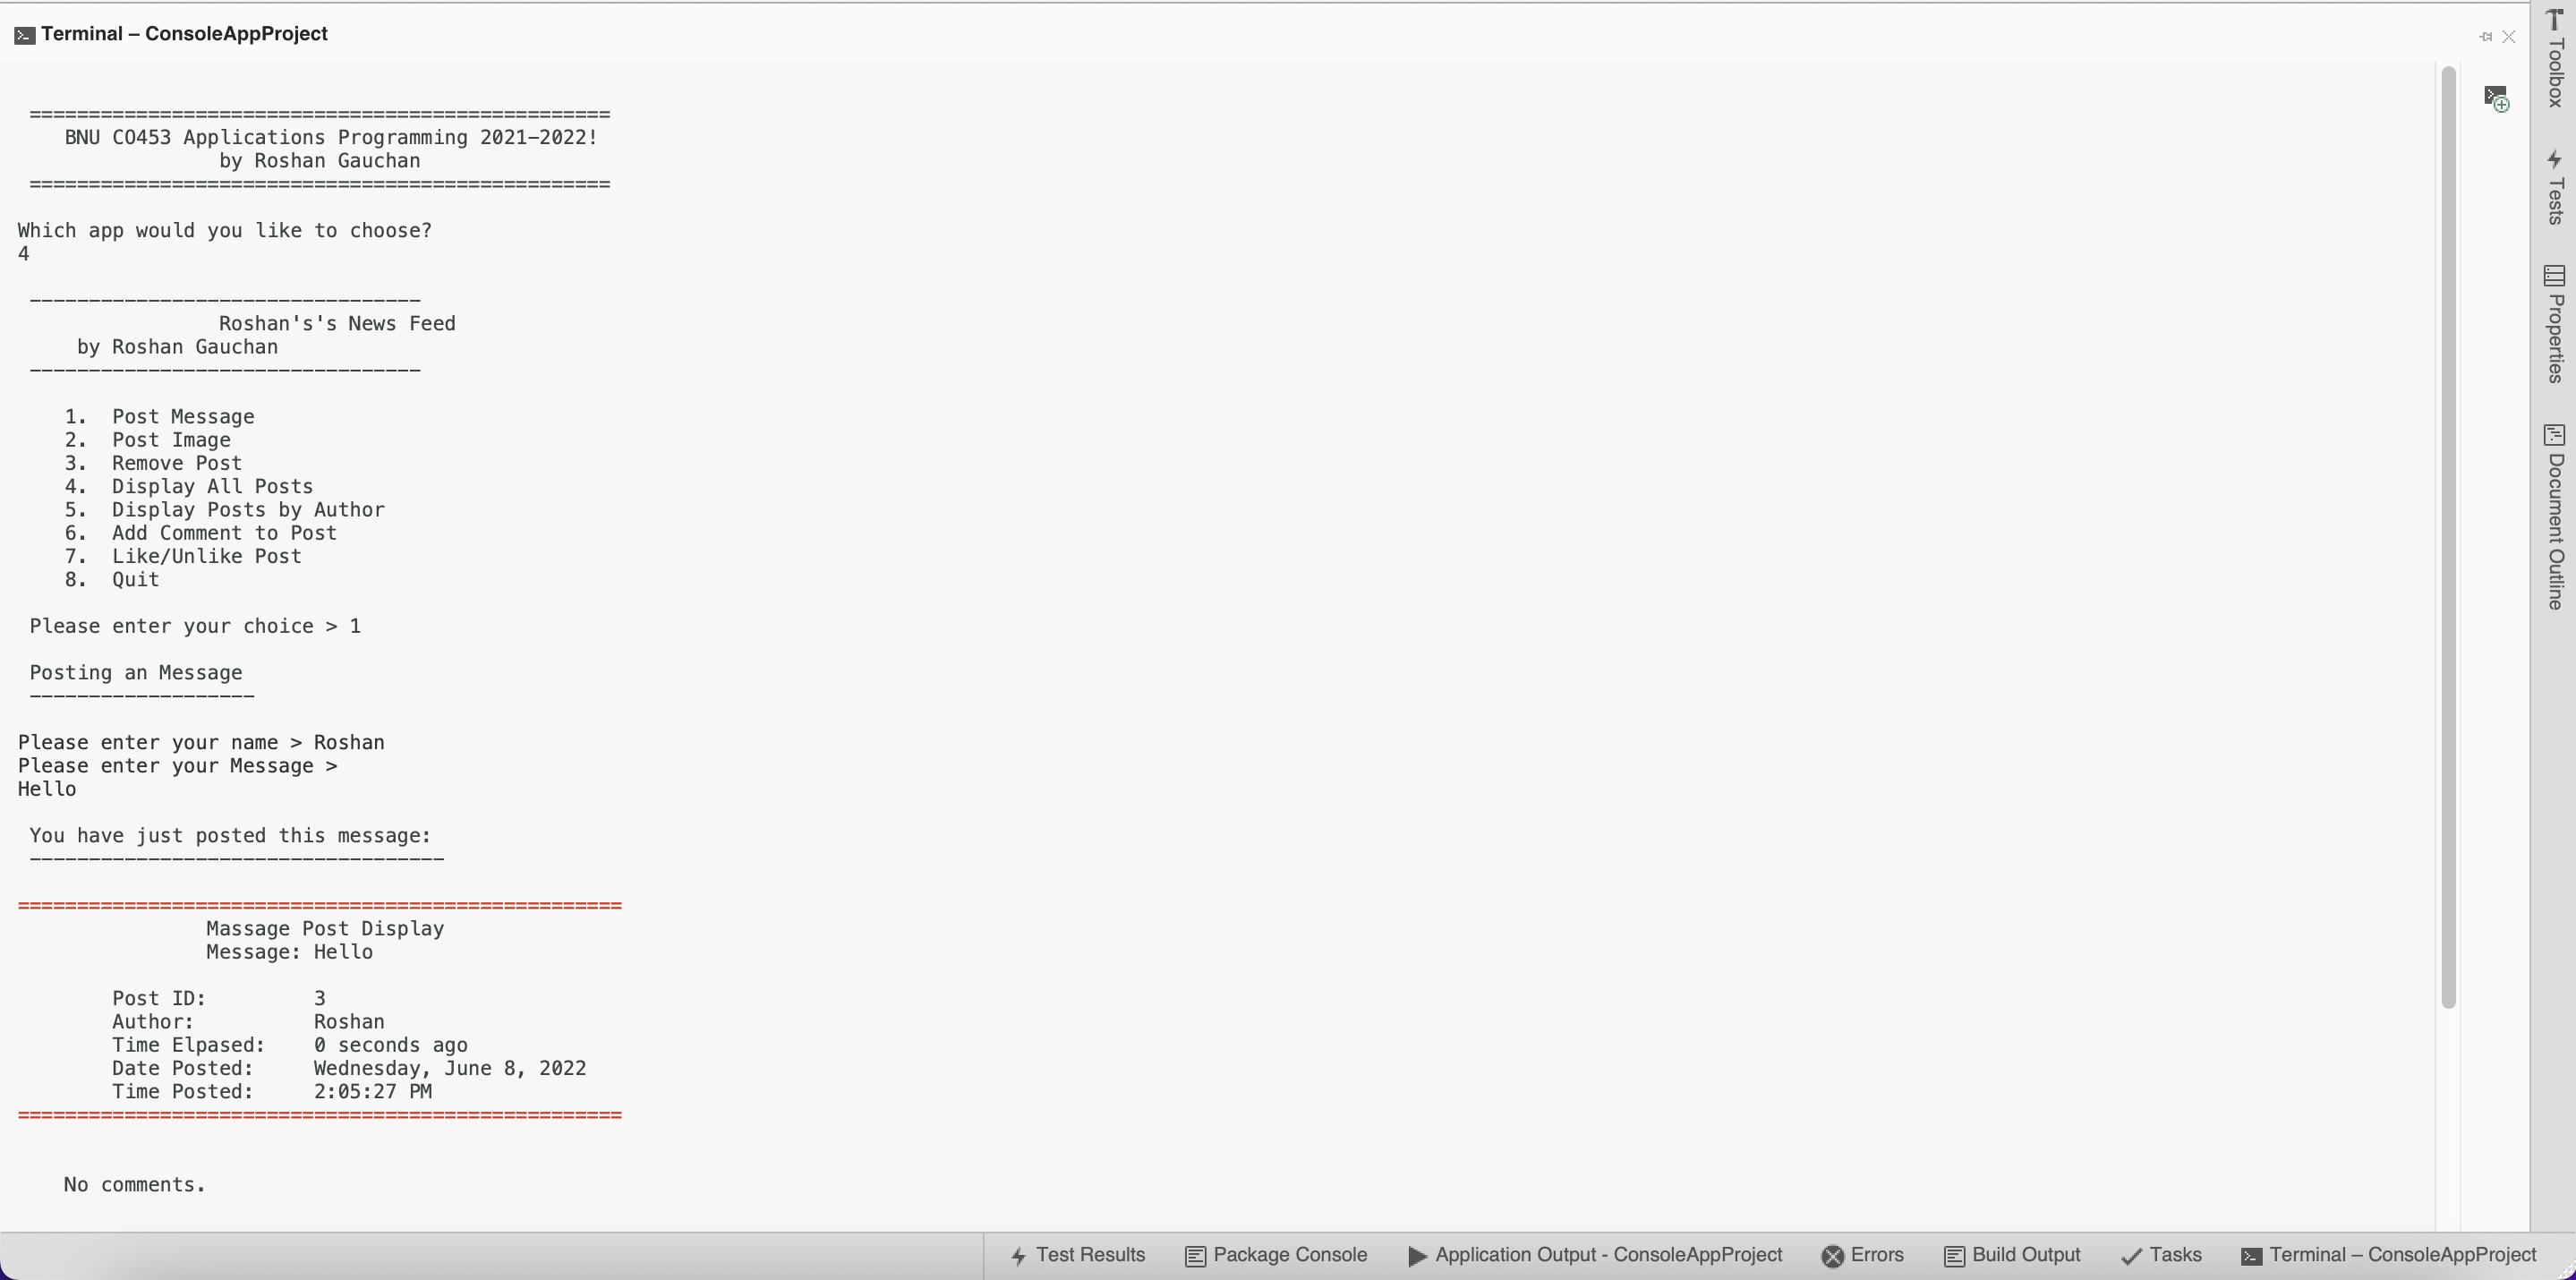 Terminal – ConsoleAppProject
=================================================
BNU CO453 Applications Programming 2021-2022!
by Roshan Gauchan
=================================================
Which app would you like to choose?
4
---------------------------------
Roshan's's News Feed
by Roshan Gauchan
---------------------------------
1. Post Message
2. Post Image
3. Remove Post
4. Display All Posts
5. Display Posts by Author
6. Add Comment to Post
7. Like/Unlike Post
8. Quit
Please enter your choice > 1
Posting an Message
-------------------
Please enter your name > Roshan
Please enter your Message >
Hello
You have just posted this message:
-----------------------------------
===================================================
Massage Post Display
Message: Hello
Post ID: 3
Author: Roshan
Time Elpased: 0 seconds ago
Date Posted: Wednesday, June 8, 2022
Time Posted: 2:05:27 PM
===================================================
No comments.
Toolbox
Tests
Properties
Document Outline
Test Results
Package Console
Application Output - ConsoleAppProject
Errors
Build Output
Tasks
Terminal – ConsoleAppProject